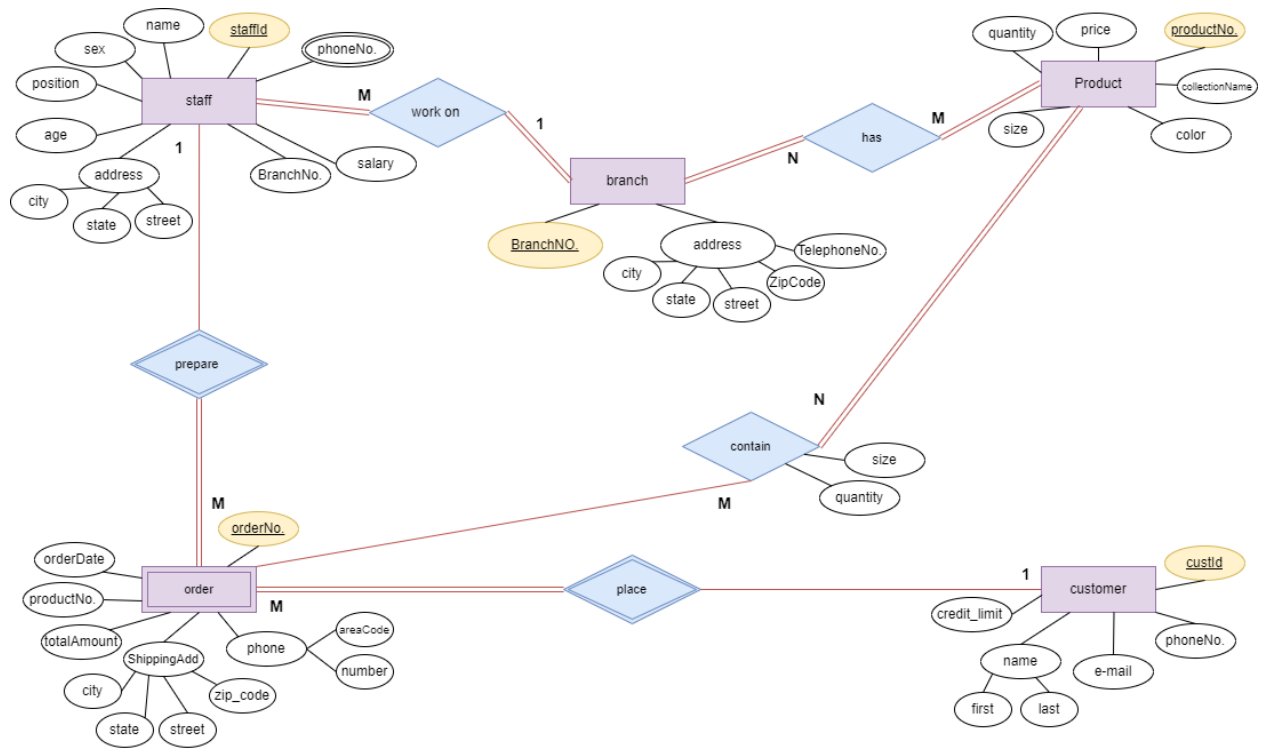 name
staffId
sex
phoneNo.
position
staff
age
address
city
state
street
BranchNo.
salary
1
M
work on
1
branch
BranchNO.
address
TelephoneNo.
city
state
street
ZipCode
N
has
M
quantity
price
productNo.
Product
collectionName
size
color
prepare
M
N
contain
size
quantity
M
orderNo.
orderDate
order
productNo.
totalAmount
M
ShippingAdd
phone
areaCode
number
city
state
street
zip_code
place
1
customer
custId
credit_limit
phoneNo.
name
e-mail
first
last